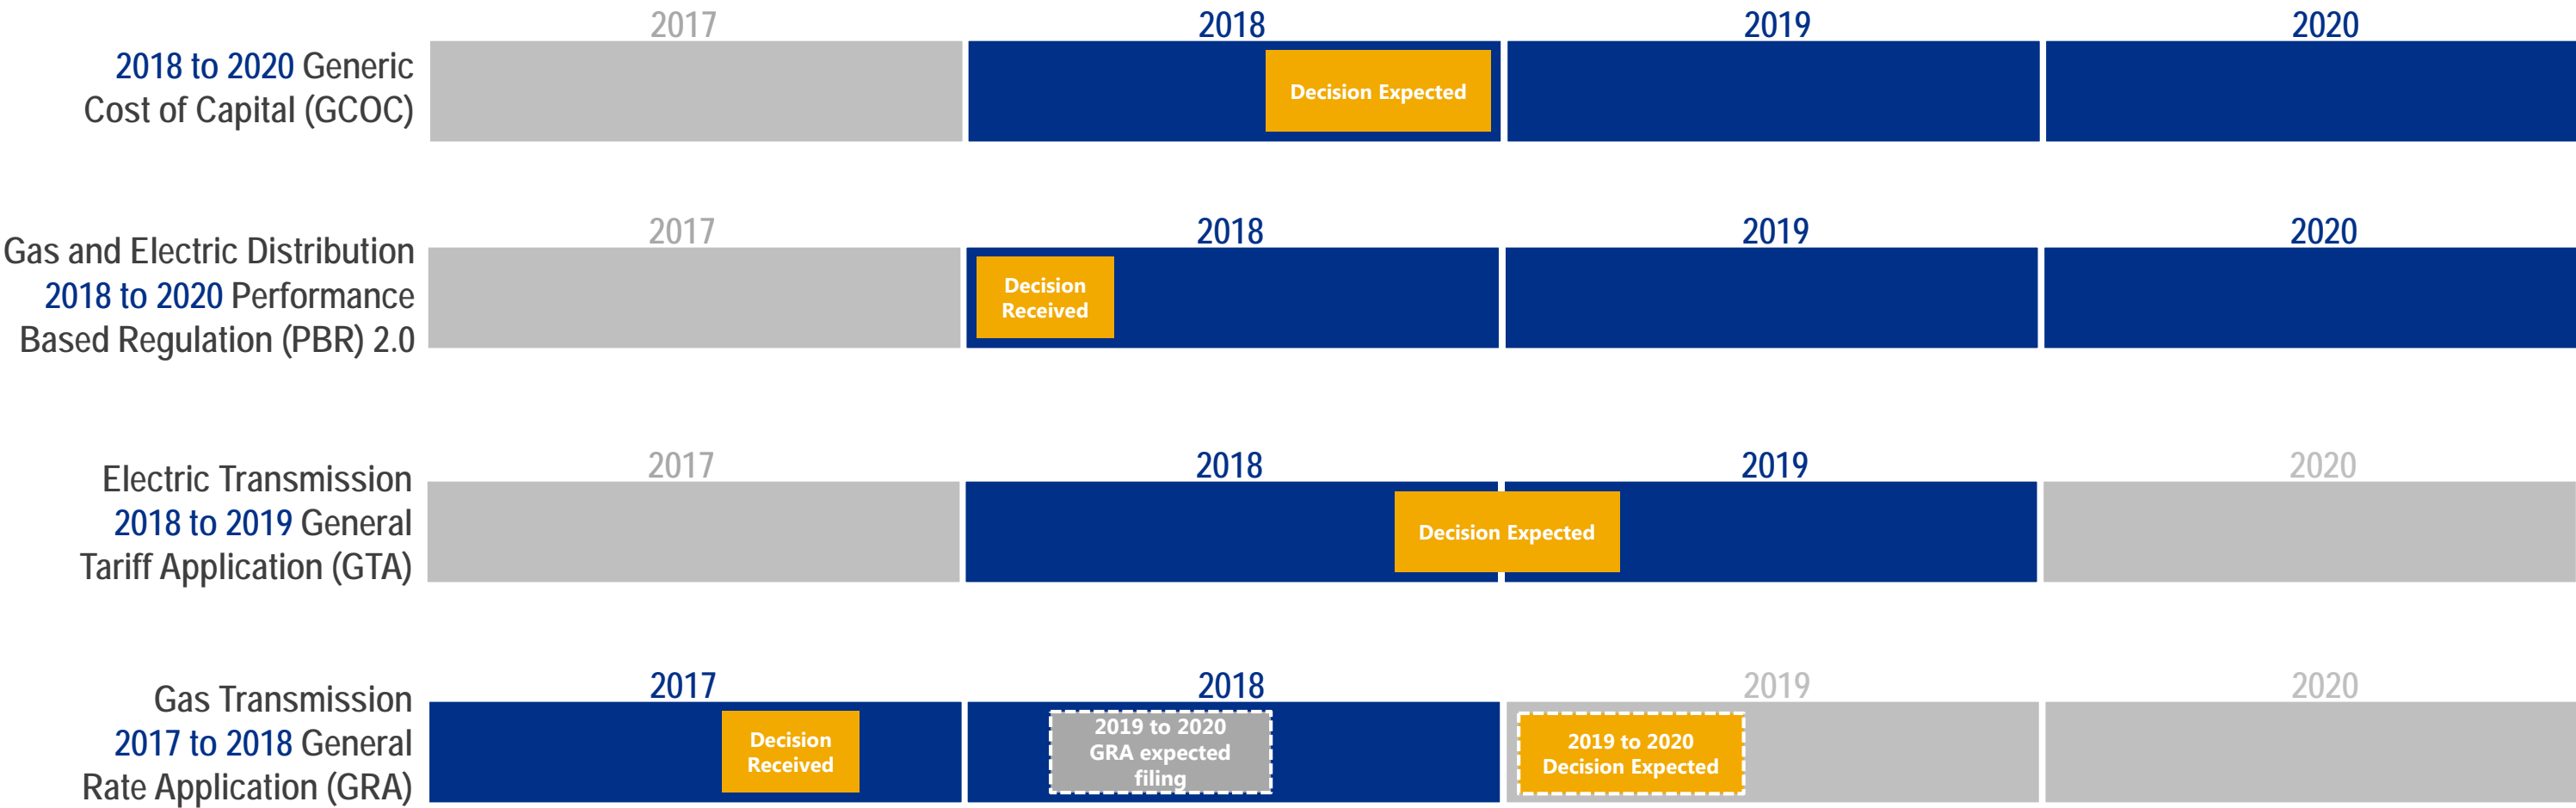 2017 2018 2019 2020
2018 to 2020 Generic
Cost of Capital (GCOC)
Decision Expected
2017 2018 2019 2020
Gas and Electric Distribution
2018 to 2020 Performance
Based Regulation (PBR) 2.0
Decision
Received
2017 2018 2019 2020
Electric Transmission
2018 to 2019 General
Tariff Application (GTA)
Decision Expected
2017 2018 2019 2020
Gas Transmission
2017 to 2018 General
Rate Application (GRA)
Decision
Received
2019 to 2020
GRA expected
filing
2019 to 2020
Decision Expected